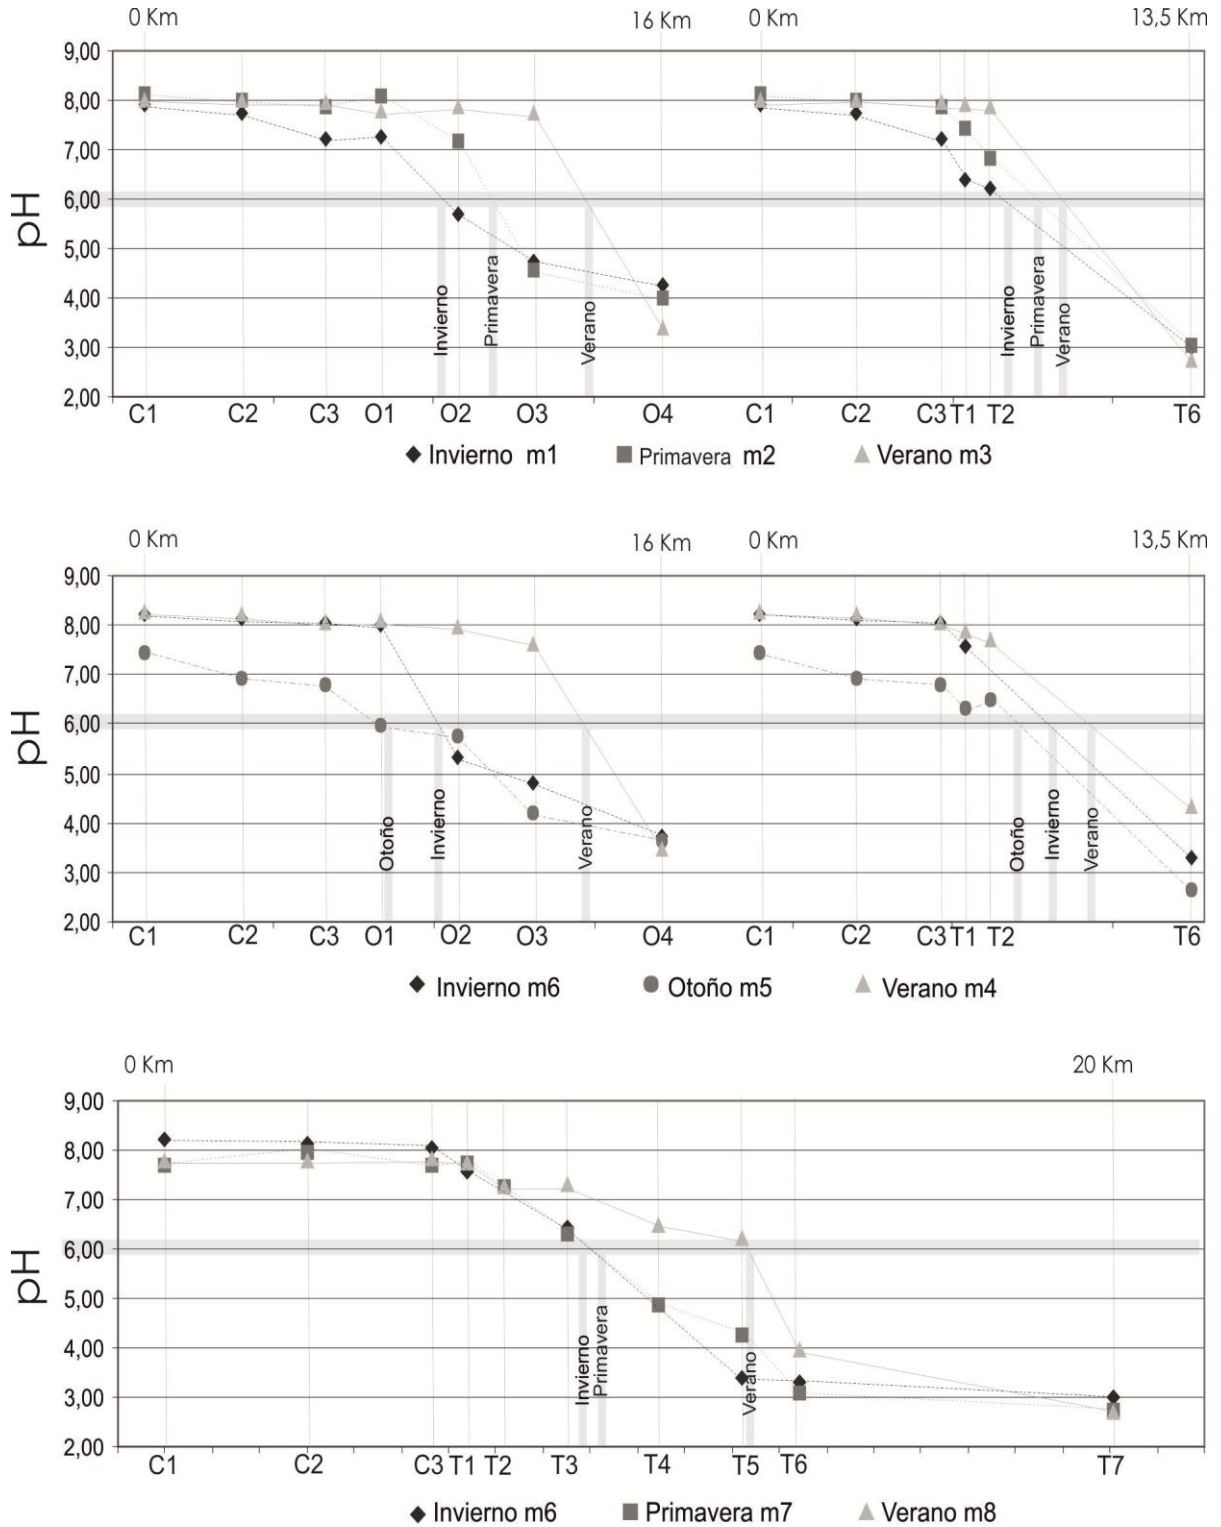 0 Km 16 Km 0 Km 13,5 Km
9,00
8,00
7,00
6,00
5,00
4,00
3,00
2,00
pH
Invierno Primavera Verano Invierno Primavera Verano
C1 C2 C3 O1 O2 O3 O4 C1 C2 C3 T1 T2 T6
Invierno m1 Primavera m2 Verano m3
0 Km 16 Km 0 Km 13,5 Km
9,00
8,00
7,00
6,00
5,00
4,00
3,00
2,00
pH
Otoño Invierno Verano Otoño Invierno Verano
C1 C2 C3 O1 O2 O3 O4 C1 C2 C3 T1 T2 T6
Invierno m6 Otoño m5 Verano m4
0 Km 20 Km
9,00
8,00
7,00
6,00
5,00
4,00
3,00
2,00
pH
Invierno Primavera Verano
C1 C2 C3 T1 T2 T3 T4 T5 T6 T7
Invierno m6 Primavera m7 Verano m8